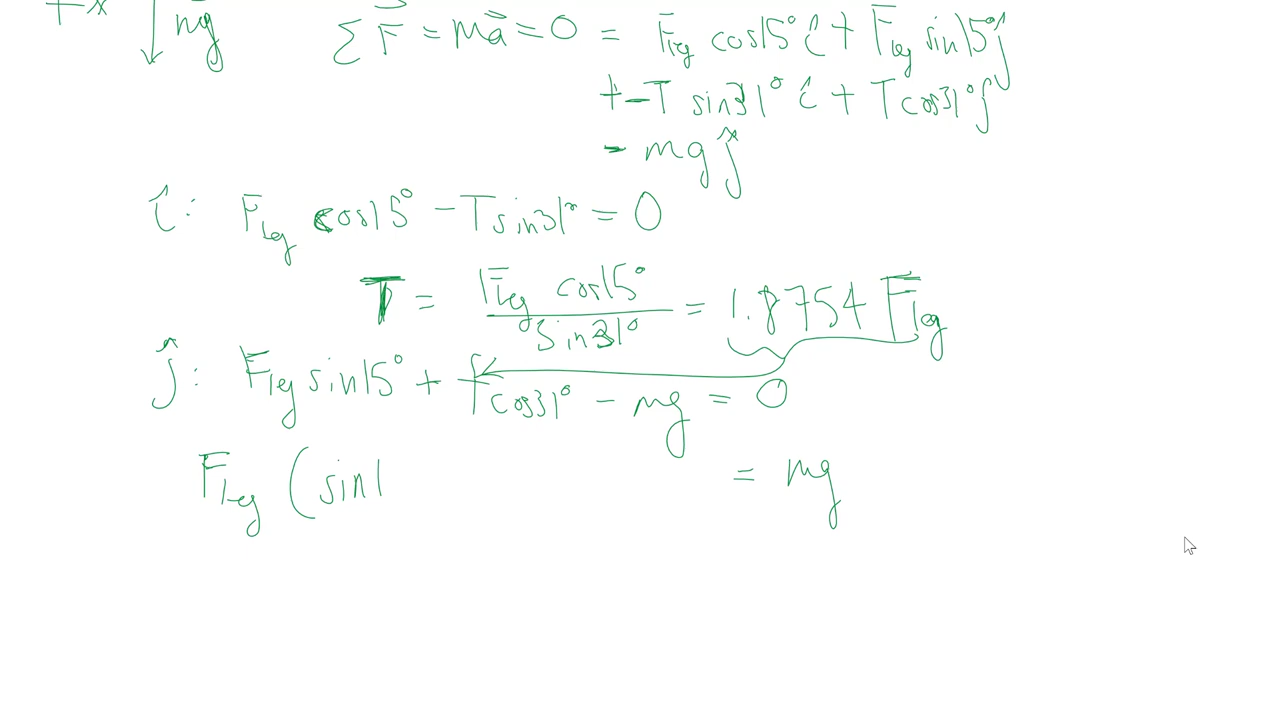 +x mg ΣF⃗ = ma⃗ = 0 = F_leg cos15° î + F_leg sin15° ĵ
+ -T sin31° î + T cos31° ĵ
- mg ĵ
î: F_leg cos15° - T sin31° = 0
T = F_leg cos15° / sin31° = 1.8754 F_leg
ĵ: F_leg sin15° + T cos31° - mg = 0
F_leg (sin1 = mg